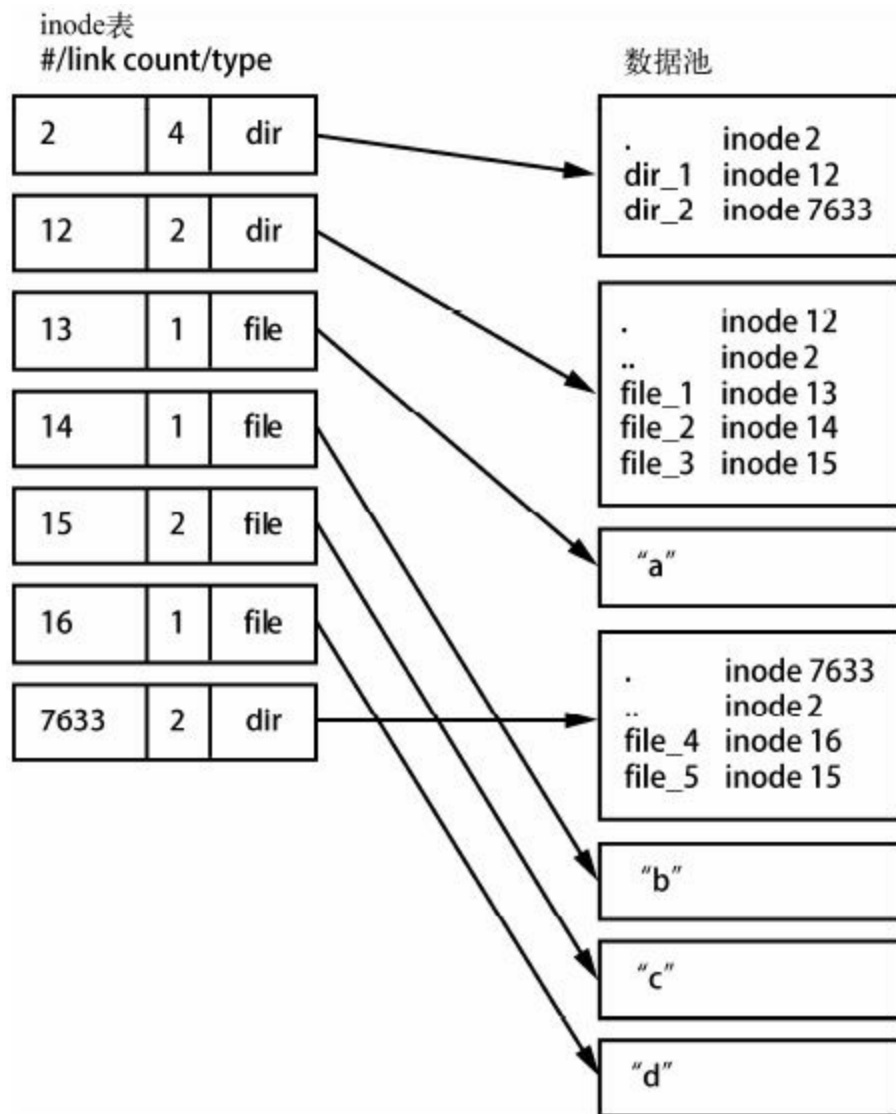 inode表
#/link count/type
2 4 dir
12 2 dir
13 1 file
14 1 file
15 2 file
16 1 file
7633 2 dir
数据池
. inode 2
dir_1 inode 12
dir_2 inode 7633
. inode 12
.. inode 2
file_1 inode 13
file_2 inode 14
file_3 inode 15
“a”
. inode 7633
.. inode 2
file_4 inode 16
file_5 inode 15
“b”
“c”
“d”